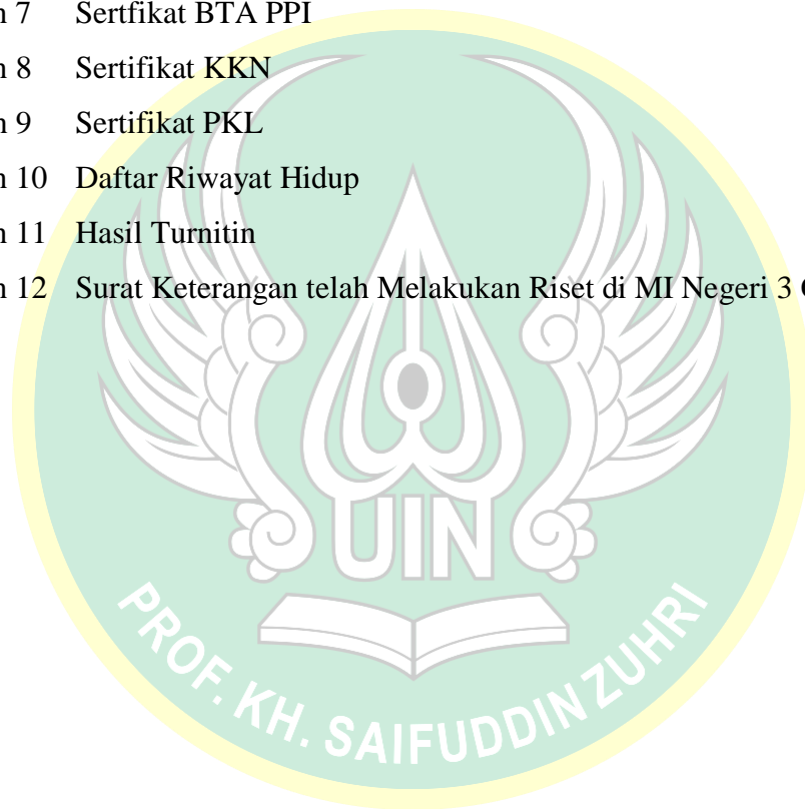 n 7 Sertfikat BTA PPI
n 8 Sertifikat KKN
n 9 Sertifikat PKL
n 10 Daftar Riwayat Hidup
n 11 Hasil Turnitin
n 12 Surat Keterangan telah Melakukan Riset di MI Negeri 3
UIN
PROF. KH. SAIFUDDIN ZUHRI